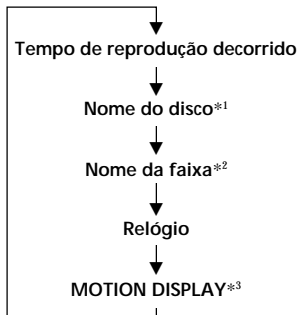 Tempo de reprodução decorrido
Nome do disco*1
Nome da faixa*2
Relógio
MOTION DISPLAY*3